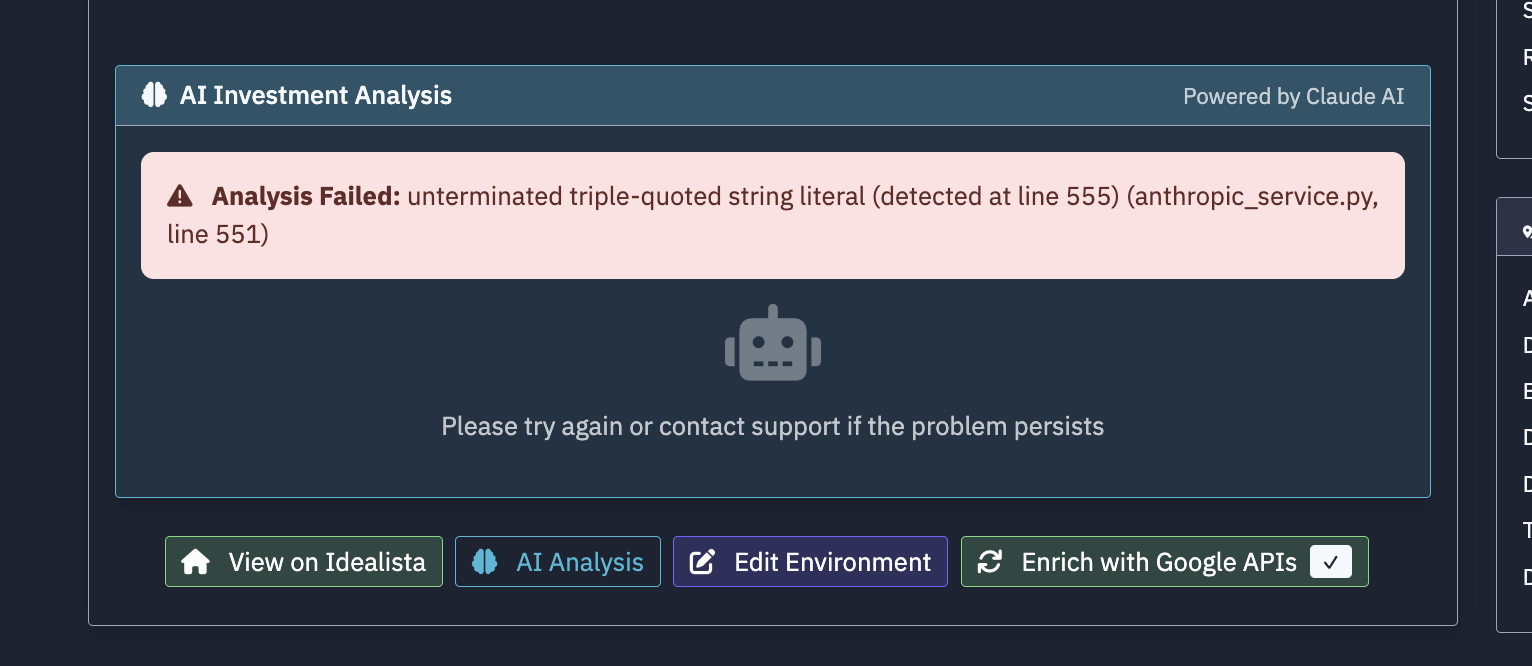 AI Investment Analysis
Powered by Claude AI
Analysis Failed: unterminated triple-quoted string literal (detected at line 555) (anthropic_service.py,
line 551)
Please try again or contact support if the problem persists
View on Idealista
AI Analysis
Edit Environment
Enrich with Google APIs